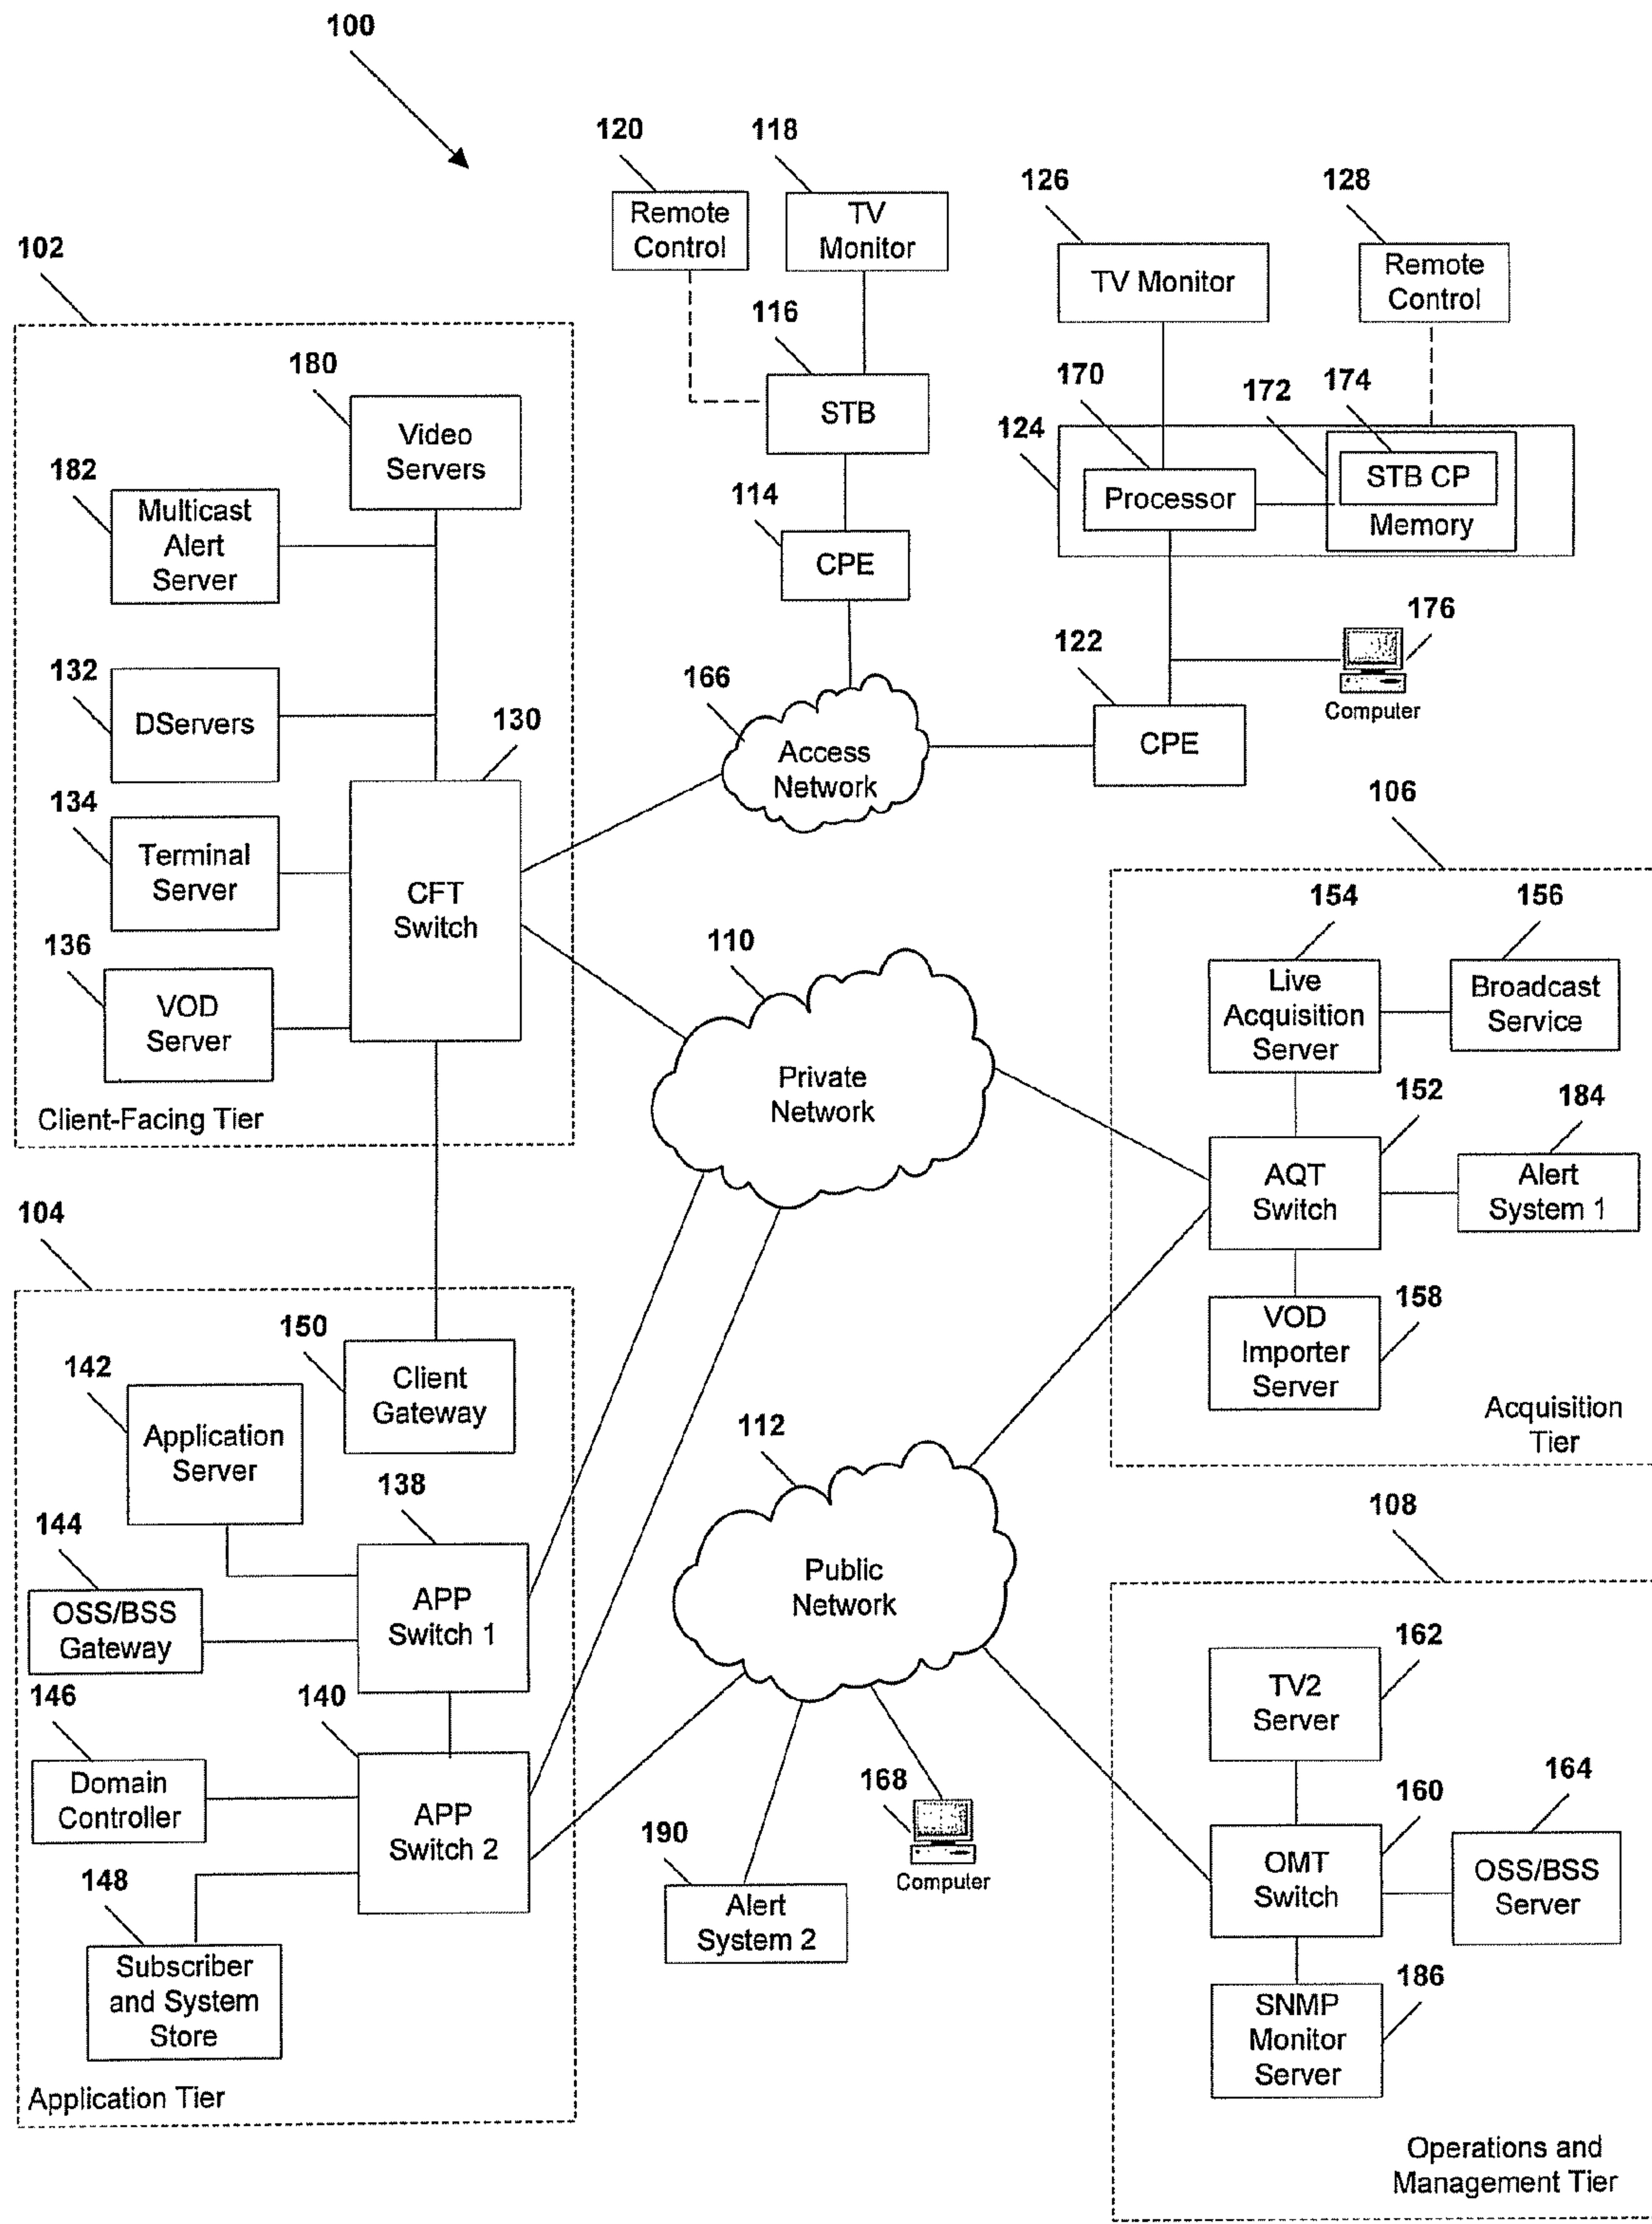 100
120
118
Remote
Control
TV
Monitor
126
128
TV Monitor
Remote
Control
116
STB
170
172
174
124
Processor
STB CP
Memory
114
CPE
122
CPE
176
Computer
166
Access
Network
102
180
Video
Servers
182
Multicast
Alert
Server
132
DServers
130
134
Terminal
Server
CFT
Switch
136
VOD
Server
Client-Facing Tier
110
Private
Network
106
154
156
Live
Acquisition
Server
Broadcast
Service
152
184
AQT
Switch
Alert
System 1
158
VOD
Importer
Server
Acquisition
Tier
104
150
Client
Gateway
142
Application
Server
138
144
OSS/BSS
Gateway
APP
Switch 1
146
140
Domain
Controller
APP
Switch 2
148
Subscriber
and System
Store
Application Tier
112
Public
Network
168
Computer
190
Alert
System 2
108
162
TV2
Server
160
164
OMT
Switch
OSS/BSS
Server
186
SNMP
Monitor
Server
Operations and
Management Tier